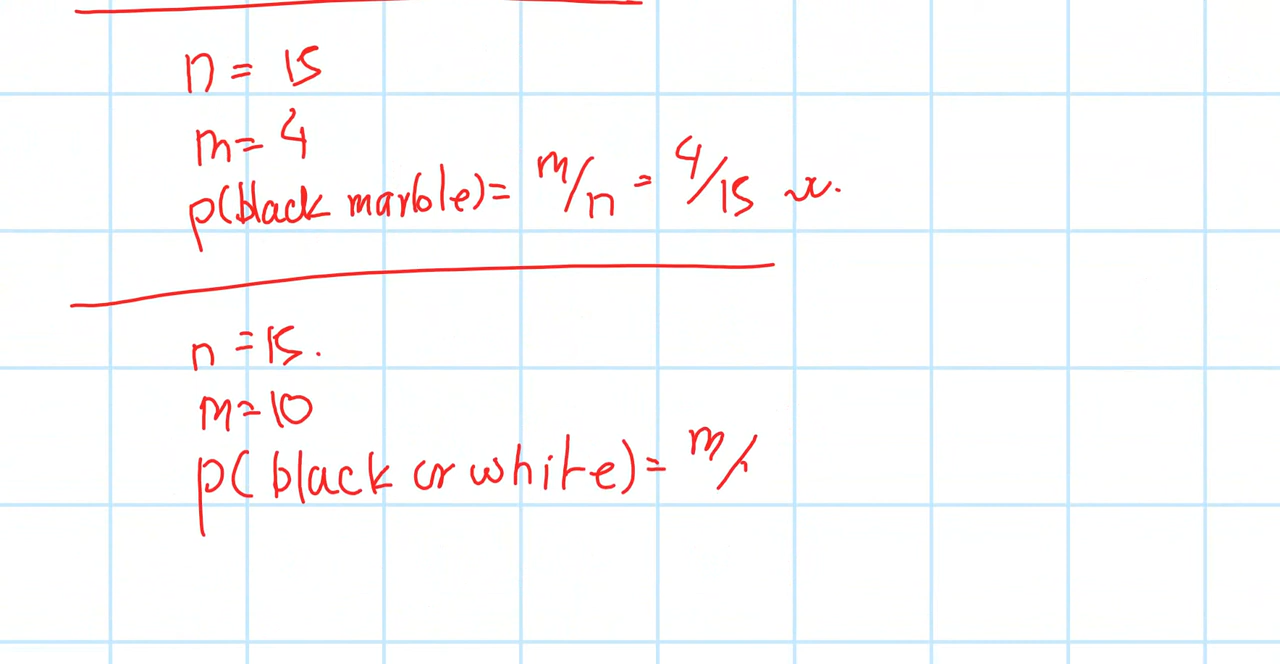 n = 15
m = 4
p(black marble) = m/n = 4/15
n = 15.
m = 10
p(black or white) = m/